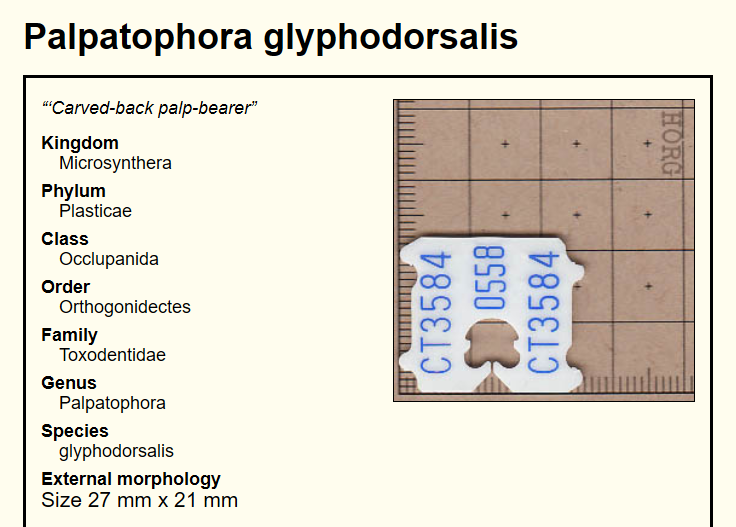 Palpatophora glyphodorsalis
“‘Carved-back palp-bearer”
Kingdom
Microsynthera
Phylum
Plasticae
Class
Occlupanida
Order
Orthogonidectes
Family
Toxodentidae
Genus
Palpatophora
Species
glyphodorsalis
External morphology
Size 27 mm x 21 mm
HORG
CT3584
0558
CT3584